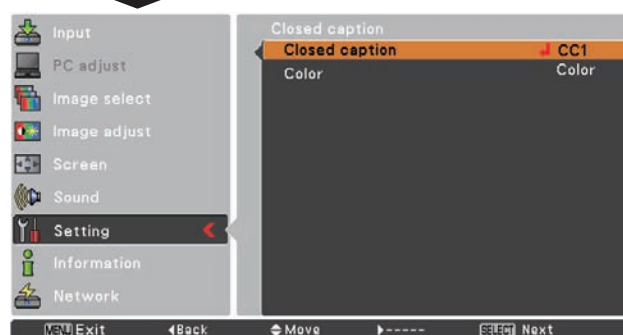 Input
PC adjust
Image select
Image adjust
Screen
Sound
Setting
Information
Network
Closed caption
Closed caption CC1
Color Color
MENU Exit ◀Back Move ▶----- SELECT Next